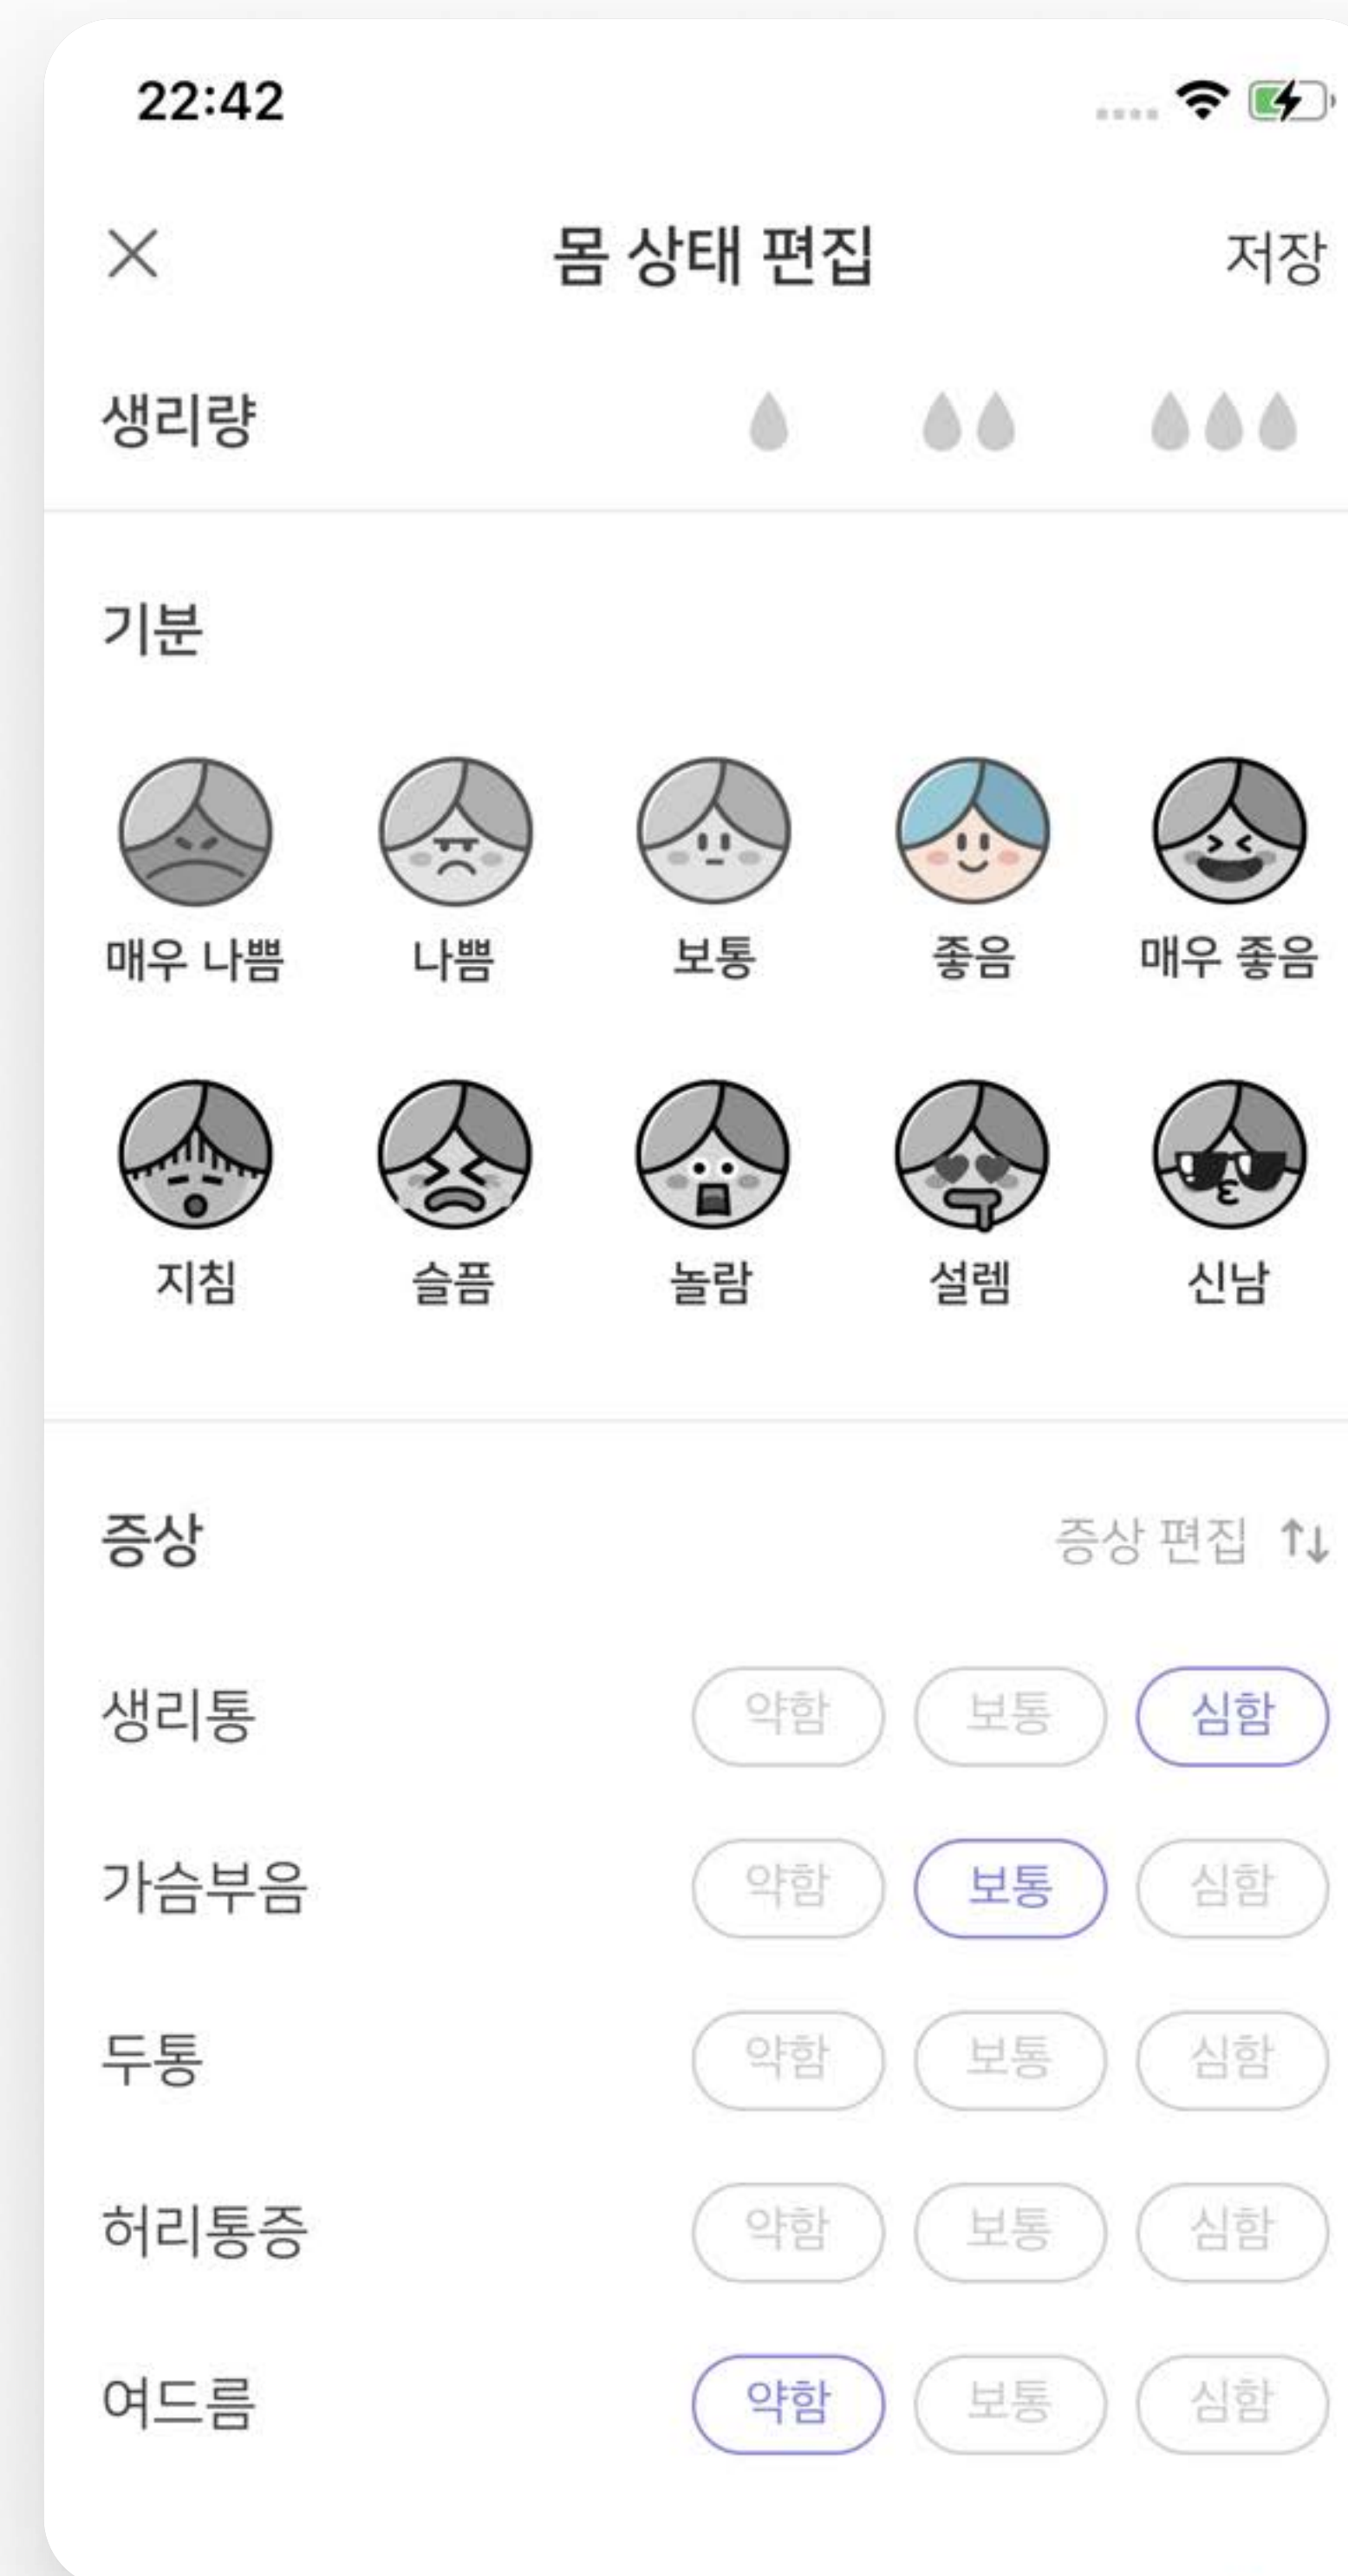 22:42
몸 상태 편집 저장
생리량
기분
매우 나쁨 나쁨 보통 좋음 매우 좋음
지침 슬픔 놀람 설렘 신남
증상 증상 편집
생리통 약함 보통 심함
가슴부음 약함 보통 심함
두통 약함 보통 심함
허리통증 약함 보통 심함
여드름 약함 보통 심함